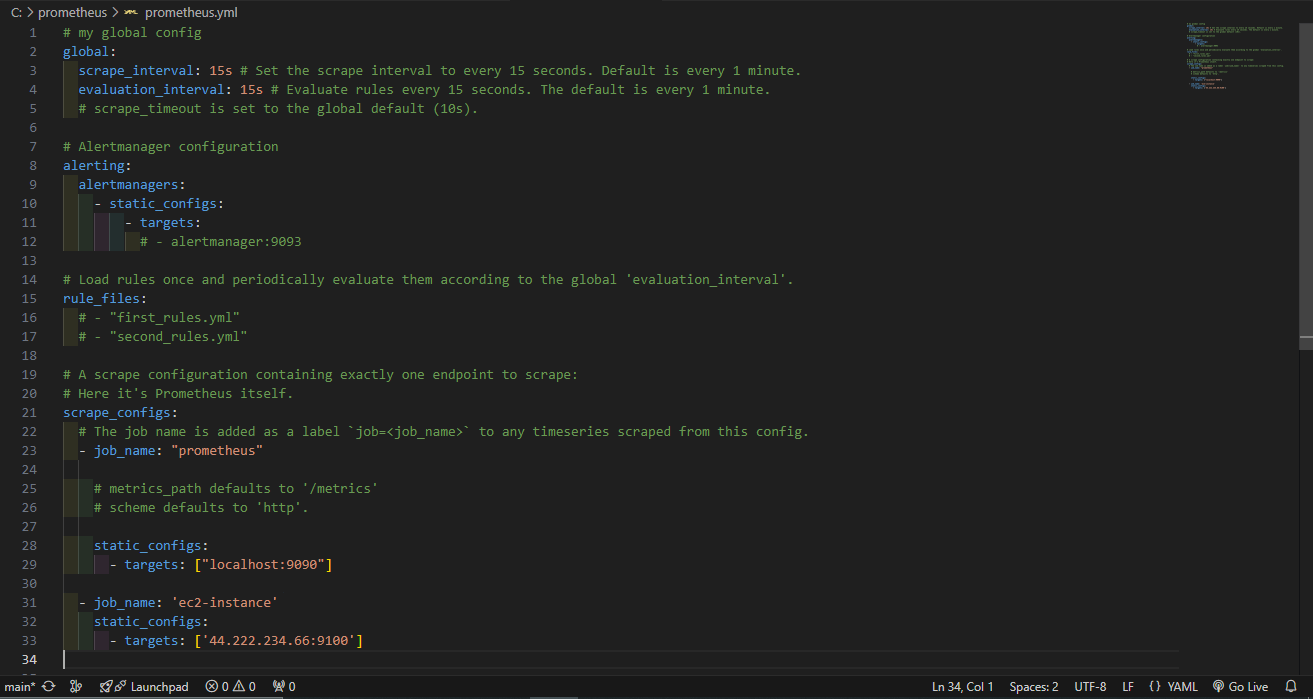 C: > prometheus > prometheus.yml
1 # my global config
2 global:
3 scrape_interval: 15s # Set the scrape interval to every 15 seconds. Default is every 1 minute.
4 evaluation_interval: 15s # Evaluate rules every 15 seconds. The default is every 1 minute.
5 # scrape_timeout is set to the global default (10s).
6
7 # Alertmanager configuration
8 alerting:
9 alertmanagers:
10 - static_configs:
11 - targets:
12 # - alertmanager:9093
13
14 # Load rules once and periodically evaluate them according to the global 'evaluation_interval'.
15 rule_files:
16 # - "first_rules.yml"
17 # - "second_rules.yml"
18
19 # A scrape configuration containing exactly one endpoint to scrape:
20 # Here it's Prometheus itself.
21 scrape_configs:
22 # The job name is added as a label `job=<job_name>` to any timeseries scraped from this config.
23 - job_name: "prometheus"
24
25 # metrics_path defaults to '/metrics'
26 # scheme defaults to 'http'.
27
28 static_configs:
29 - targets: ["localhost:9090"]
30
31 - job_name: 'ec2-instance'
32 static_configs:
33 - targets: ['44.222.234.66:9100']
34
main* Launchpad 0 0 0 Ln 34, Col 1 Spaces: 2 UTF-8 LF {} YAML Go Live